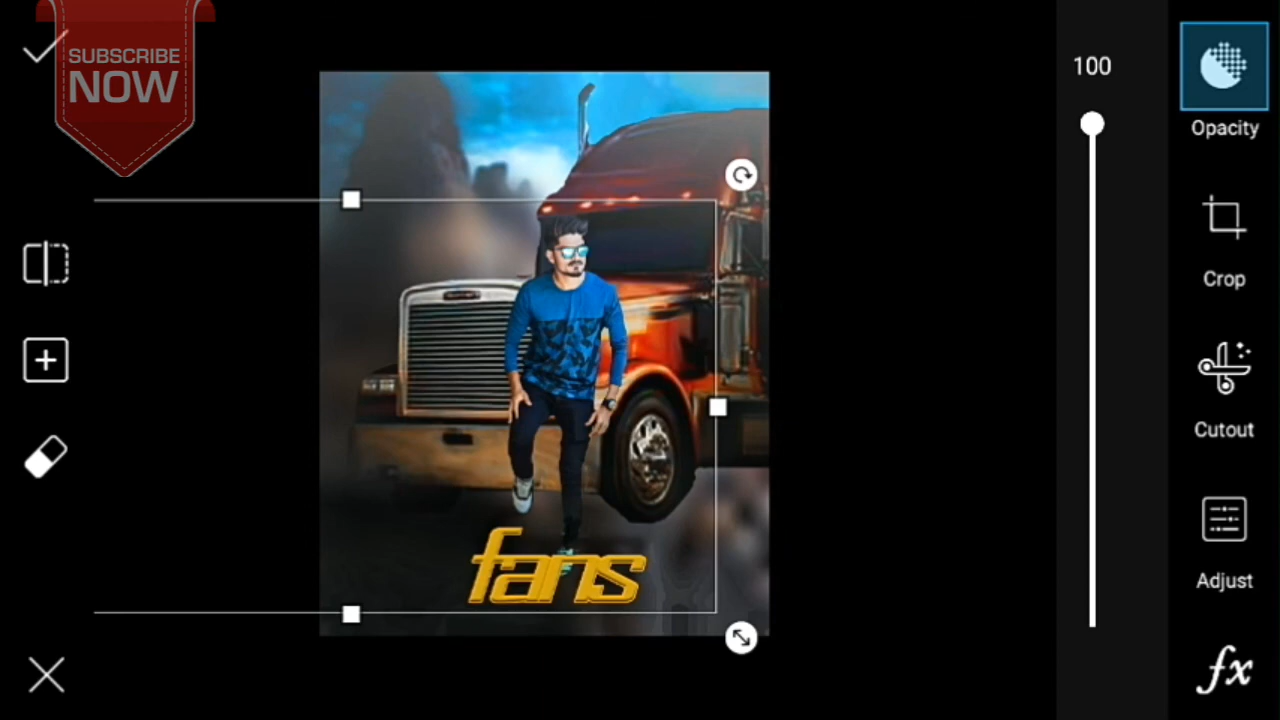 SUBSCRIBE
NOW
100
Opacity
Crop
Cutout
Adjust
fx
fans